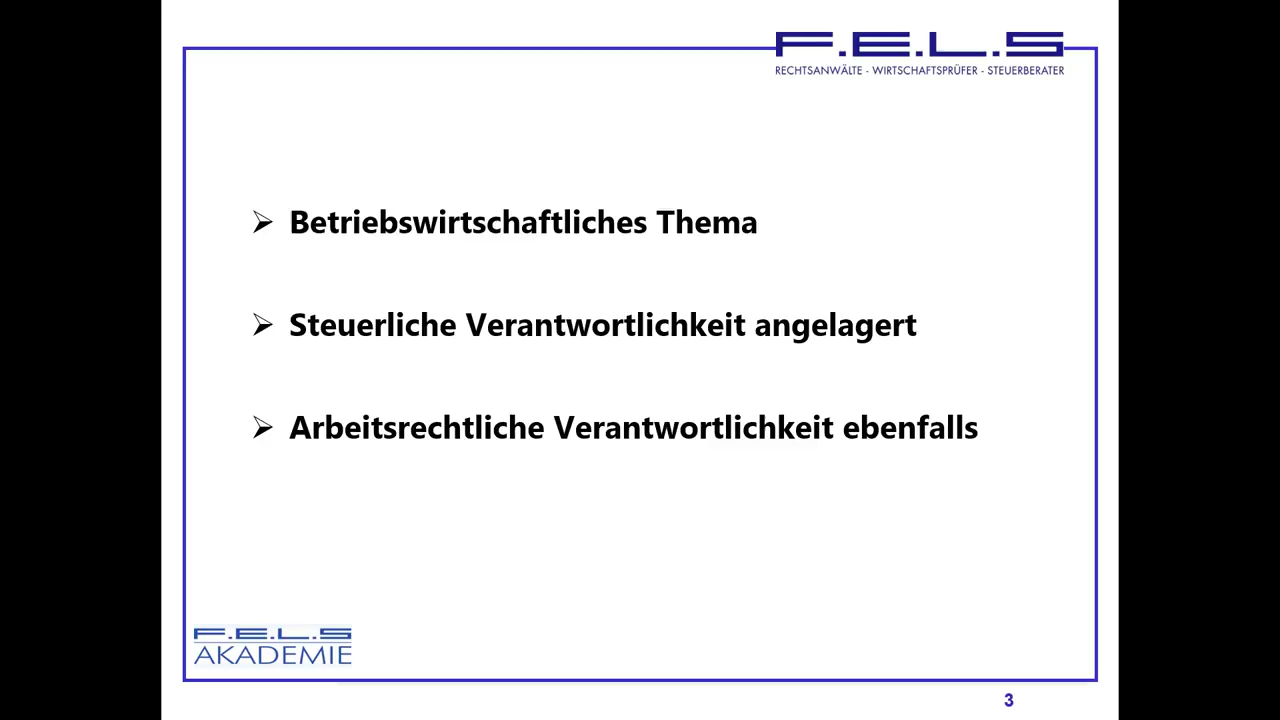 F.E.L.S
RECHTSANWÄLTE - WIRTSCHAFTSPRÜFER - STEUERBERATER
➢ Betriebswirtschaftliches Thema
➢ Steuerliche Verantwortlichkeit angelagert
➢ Arbeitsrechtliche Verantwortlichkeit ebenfalls
F.E.L.S
AKADEMIE
3